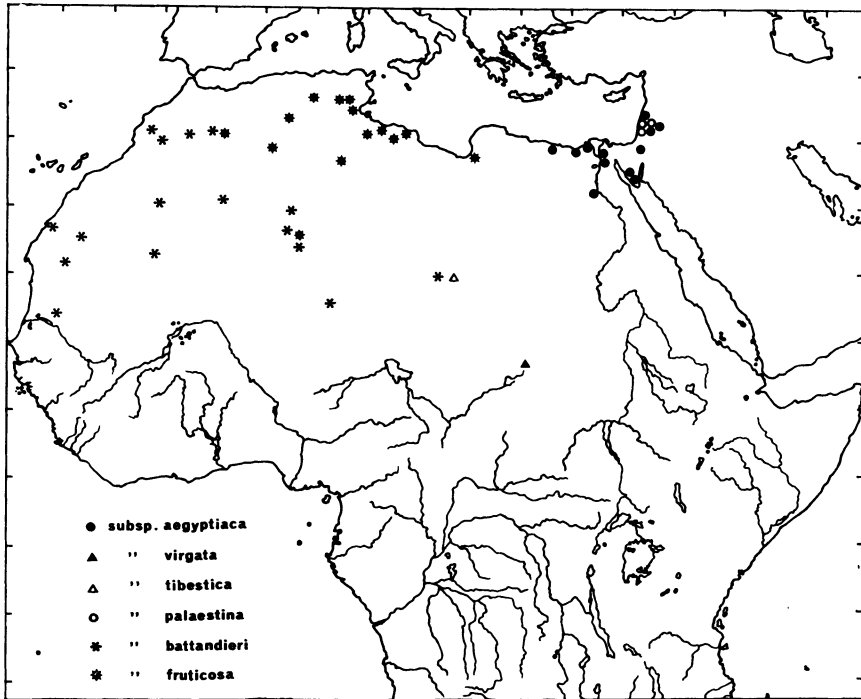 subsp. aegyptiaca
" virgata
" tibestica
" palaestina
" battandieri
" fruticosa